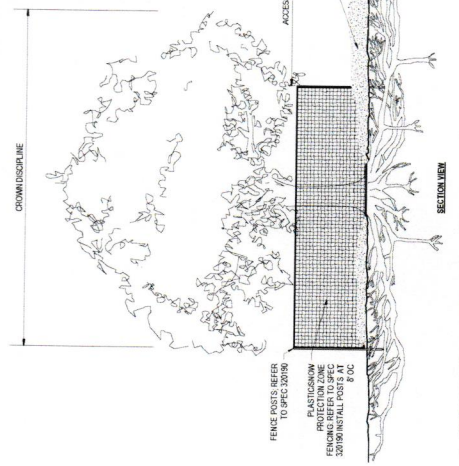 CROWN DISCIPLINE
ACCES
FENCE POSTS, REFER
TO SPEC 320190
PLASTIC/SNOW
PROTECTION ZONE
FENCING. REFER TO SPEC
320190 INSTALL POSTS AT
8' OC
SECTION VIEW